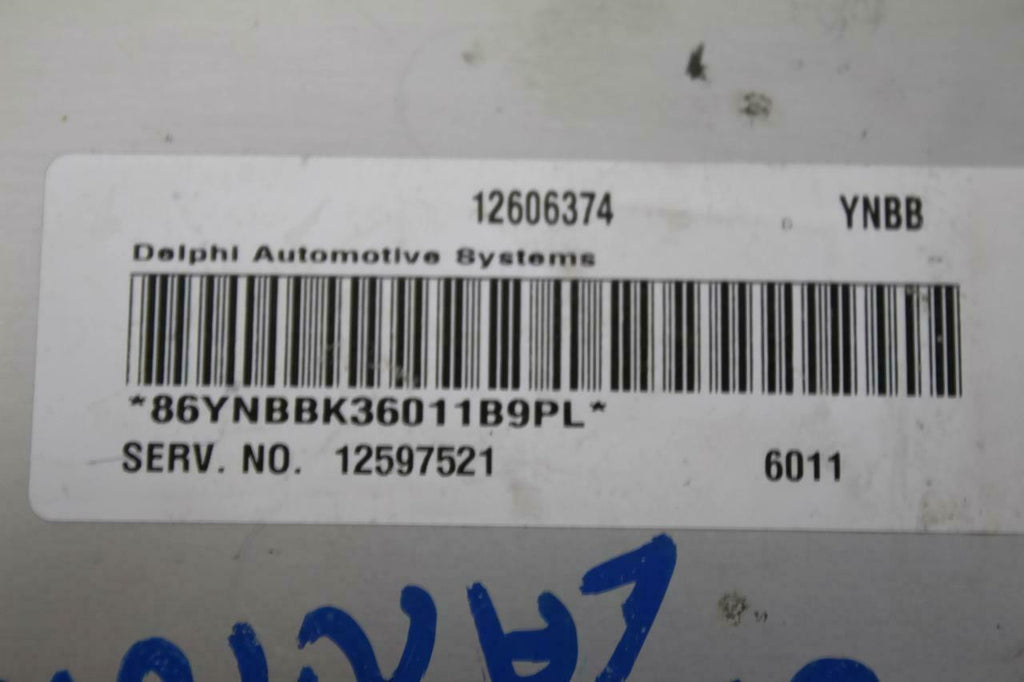 12606374 YNBB
Delphi Automotive Systems
*86YNBBK36011B9PL*
SERV. NO. 12597521 6011